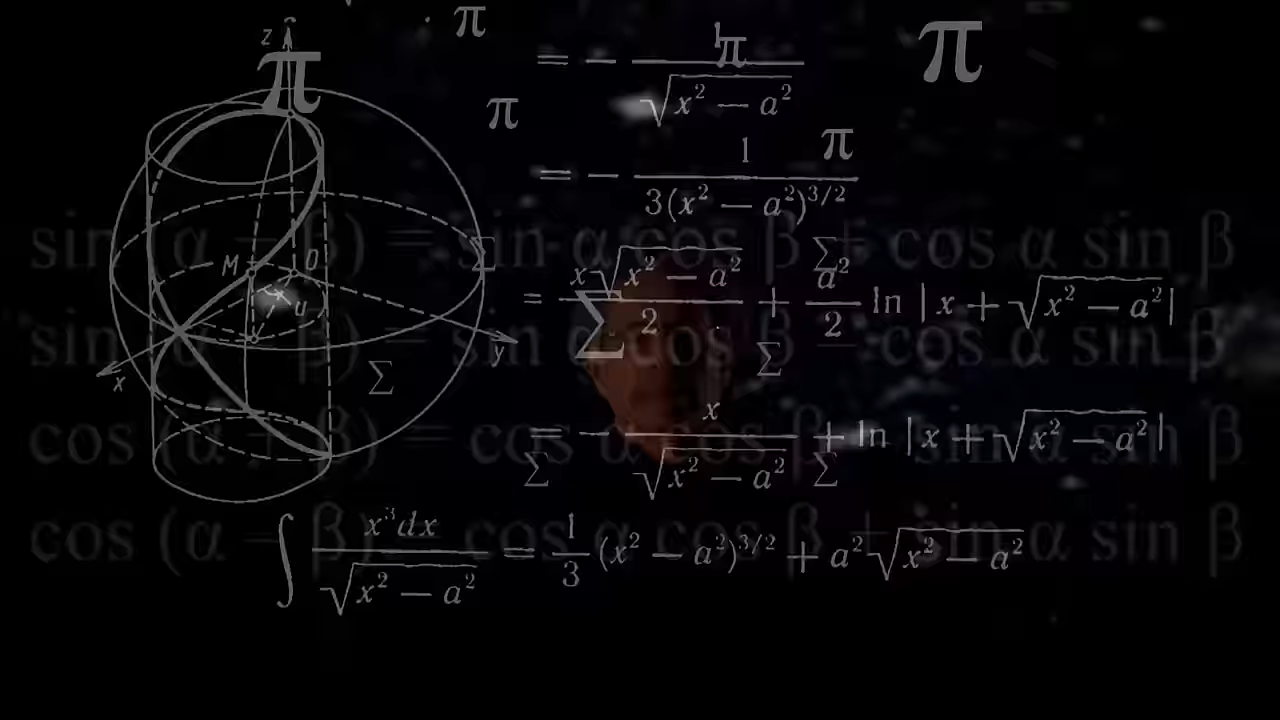 π
π
π
π
π
z
M
O
u
x
y
= − 1 / √(x² − a²)
= − 1 / 3(x² − a²)^3/2
sin (α + β) = sin α cos β + cos α sin β
Σ
Σ
= x√(x² − a²) / 2 + a² / 2 ln | x + √(x² − a²) |
sin (α − β) = sin α cos β − cos α sin β
Σ
Σ
Σ
cos (α + β) = cos α cos β − sin α sin β
= − x / √(x² − a²) + ln | x + √(x² − a²) |
Σ
Σ
cos (α − β) = cos α cos β + sin α sin β
∫ x³dx / √(x² − a²) = 1/3 (x² − a²)^3/2 + a²√(x² − a²)